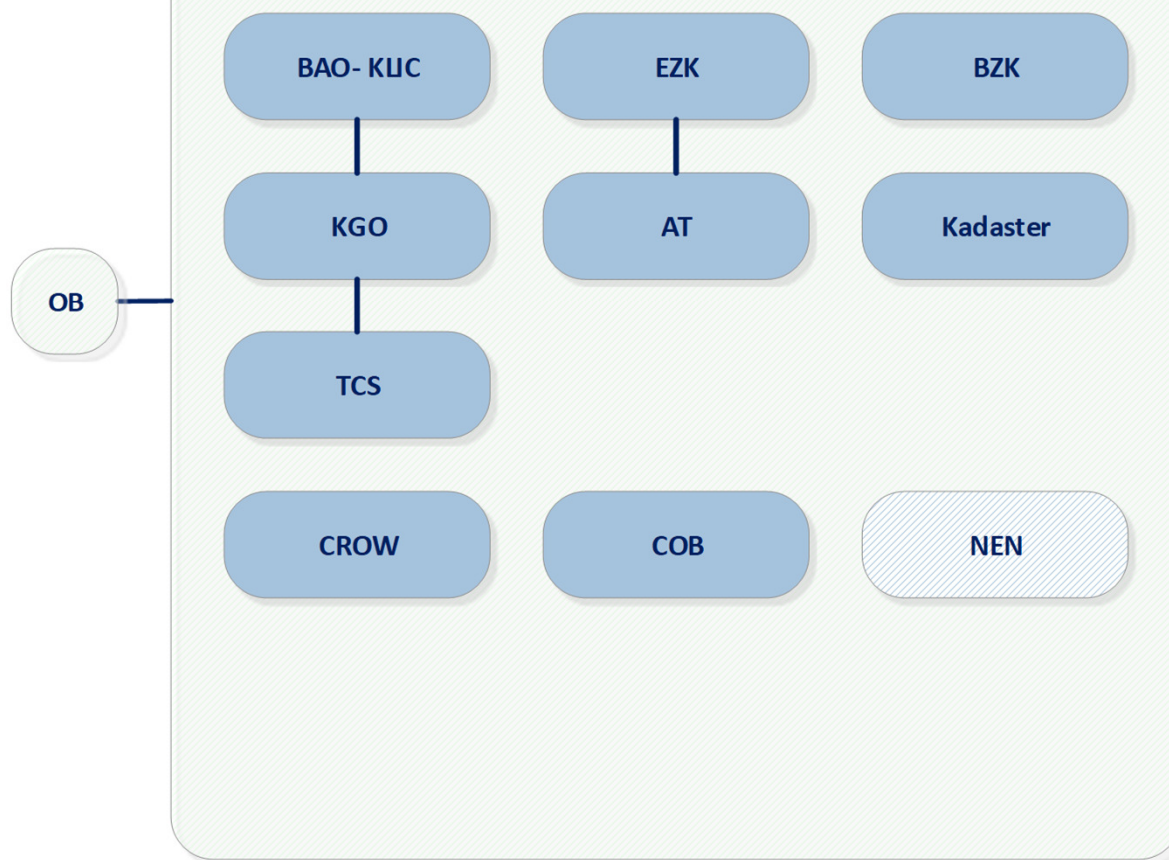 BAO- KLIC
EZK
BZK
KGO
AT
Kadaster
OB
TCS
CROW
COB
NEN